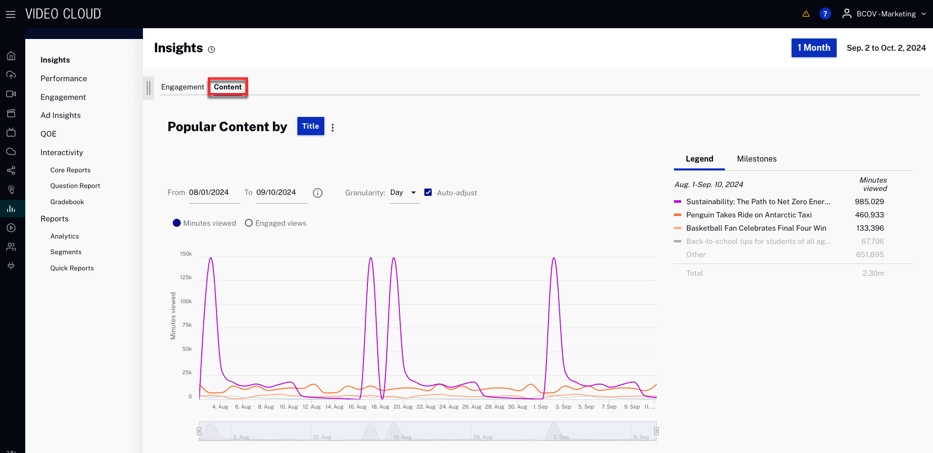 VIDEO CLOUD
?
BCOV - Marketing
Insights
1 Month
Sep. 2 to Oct. 2, 2024
Insights
Performance
Engagement
Ad Insights
QOE
Interactivity
Core Reports
Question Report
Gradebook
Reports
Analytics
Segments
Quick Reports
Engagement
Content
Popular Content by
Title
From 08/01/2024 To 09/10/2024
Granularity: Day
Auto-adjust
Minutes viewed
Engaged views
Minutes viewed
150k
125k
100k
75k
50k
25k
0
4. Aug 6. Aug 8. Aug 10. Aug 12. Aug 14. Aug 16. Aug 18. Aug 20. Aug 22. Aug 24. Aug 26. Aug 28. Aug 30. Aug 1. Sep 3. Sep 5. Sep 7. Sep 9. Sep 11. ...
5. Aug 12. Aug 19. Aug 26. Aug 2. Sep 9. Sep
Legend
Milestones
Aug. 1-Sep. 10, 2024
Minutes
viewed
Sustainability: The Path to Net Zero Ener... 985,029
Penguin Takes Ride on Antarctic Taxi 460,933
Basketball Fan Celebrates Final Four Win 133,396
Back-to-school tips for students of all ag... 67,706
Other 651,895
Total 2.30m